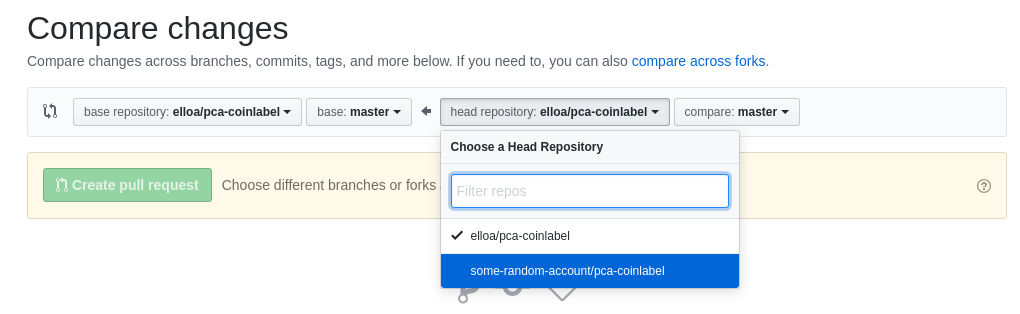 Compare changes
Compare changes across branches, commits, tags, and more below. If you need to, you can also compare across forks.
base repository: elloa/pca-coinlabel base: master head repository: elloa/pca-coinlabel compare: master
Choose a Head Repository
Create pull request Choose different branches or forks
Filter repos
elloa/pca-coinlabel
some-random-account/pca-coinlabel